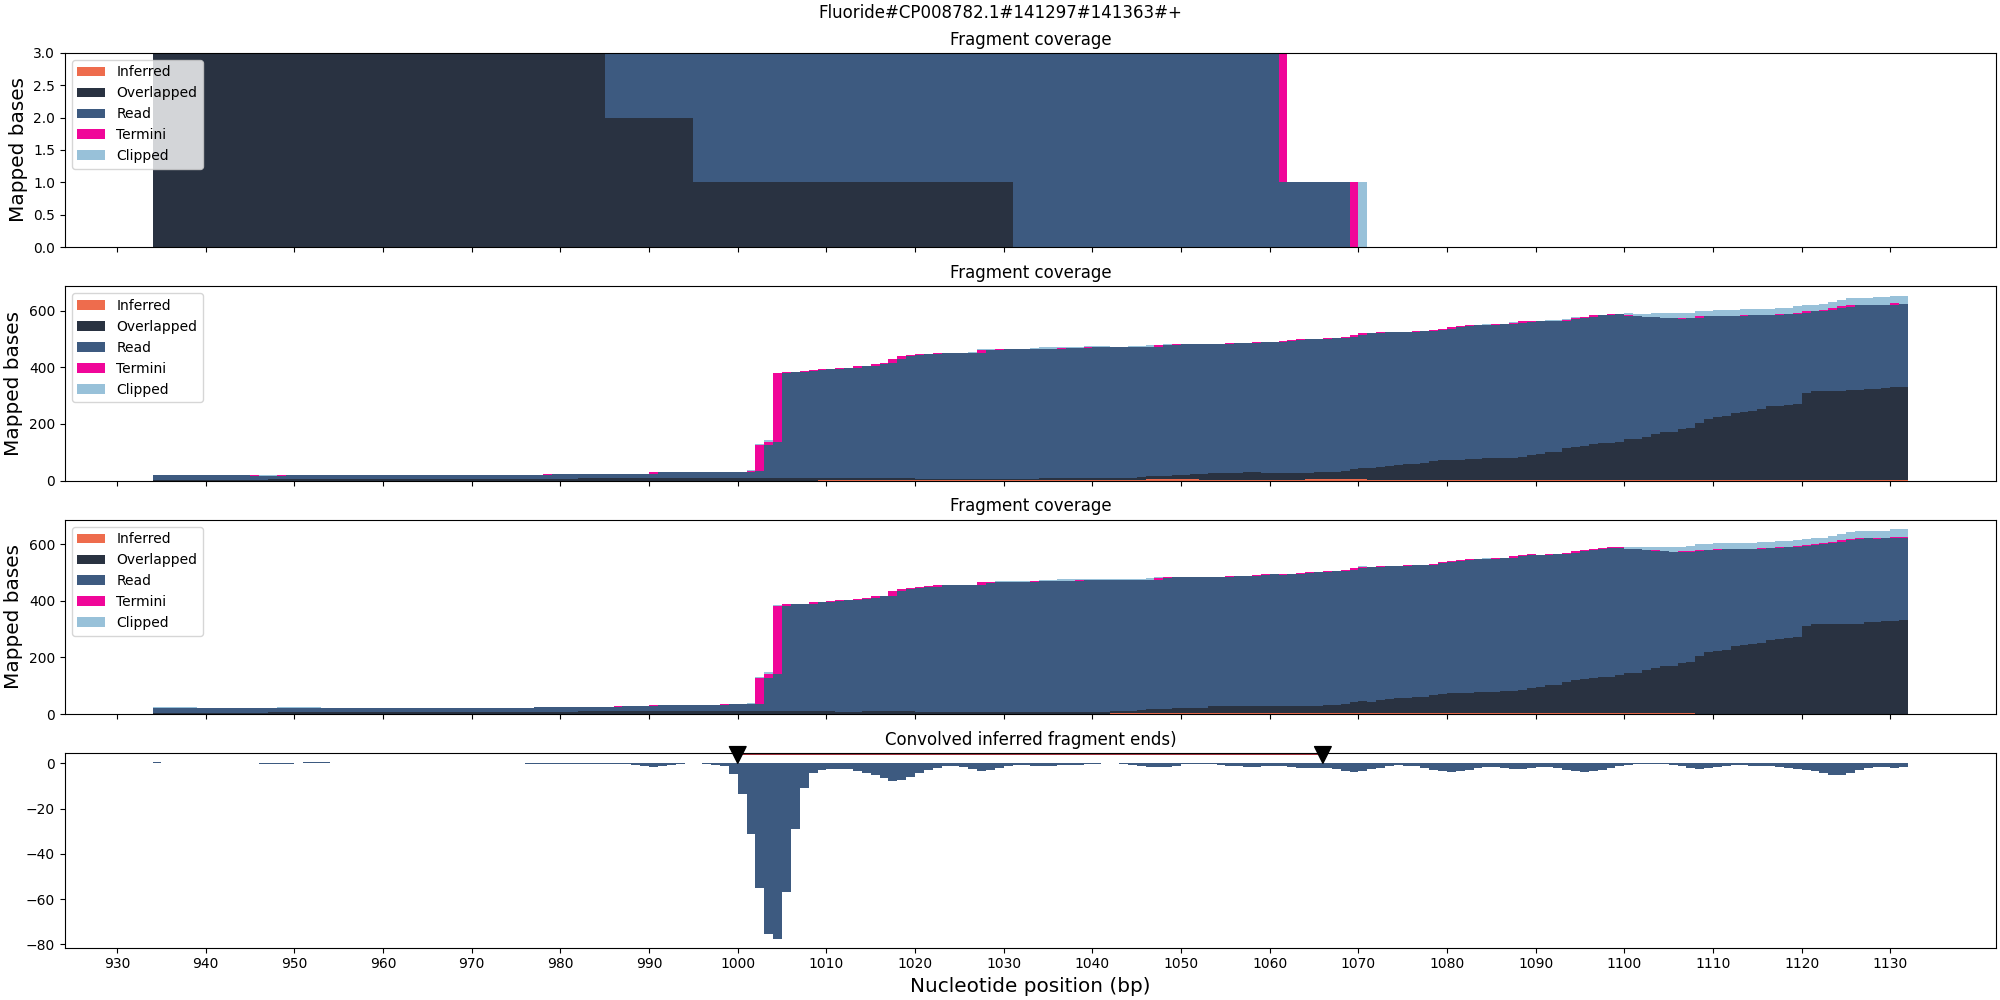 Fluoride#CP008782.1#141297#141363#+
Fragment coverage
Mapped bases
3.0
2.5
2.0
1.5
1.0
0.5
0.0
Inferred
Overlapped
Read
Termini
Clipped
Fragment coverage
Mapped bases
600
400
200
0
Inferred
Overlapped
Read
Termini
Clipped
Fragment coverage
Mapped bases
600
400
200
0
Inferred
Overlapped
Read
Termini
Clipped
Convolved inferred fragment ends)
0
−20
−40
−60
−80
930 940 950 960 970 980 990 1000 1010 1020 1030 1040 1050 1060 1070 1080 1090 1100 1110 1120 1130
Nucleotide position (bp)